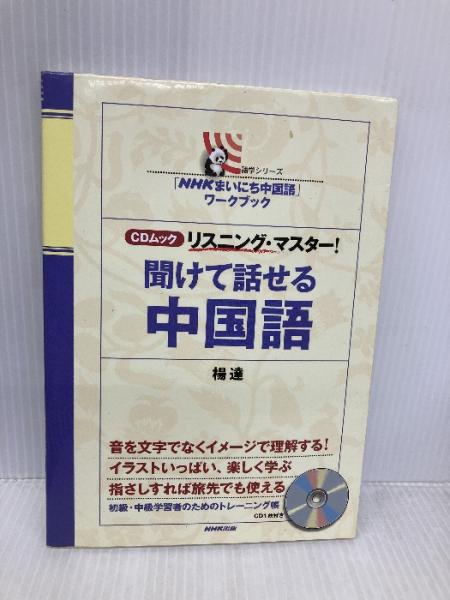 語学シリーズ
「NHKまいにち中国語」
ワークブック
CDムック リスニング・マスター!
聞けて話せる
中国語
楊達
音を文字でなくイメージで理解する!
イラストいっぱい、楽しく学ぶ
指さしすれば旅先でも使える
初級・中級学習者のためのトレーニング帳
CD1枚付き
NHK出版